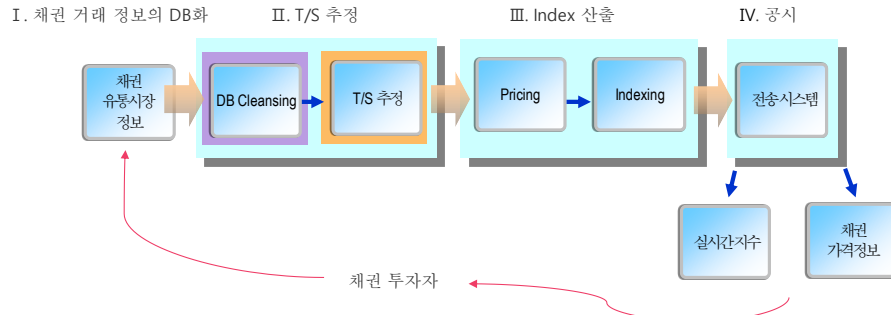 Ⅰ. 채권 거래 정보의 DB화
Ⅱ. T/S 추정
Ⅲ. Index 산출
Ⅳ. 공시
채권
유통시장
정보
DB Cleansing
T/S 추정
Pricing
Indexing
전송시스템
실시간지수
채권
가격정보
채권 투자자